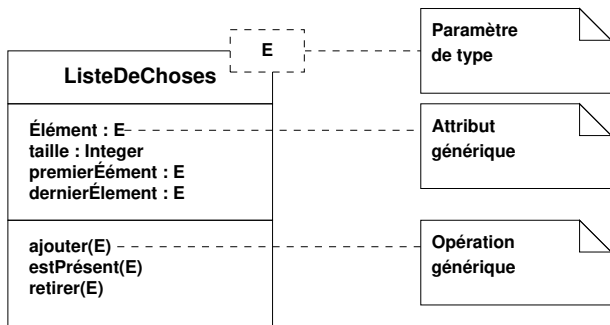 E
Paramètre
de type
ListeDeChoses
Élément : E
taille : Integer
premierÉément : E
dernierÉlement : E
Attribut
générique
ajouter(E)
estPrésent(E)
retirer(E)
Opération
générique